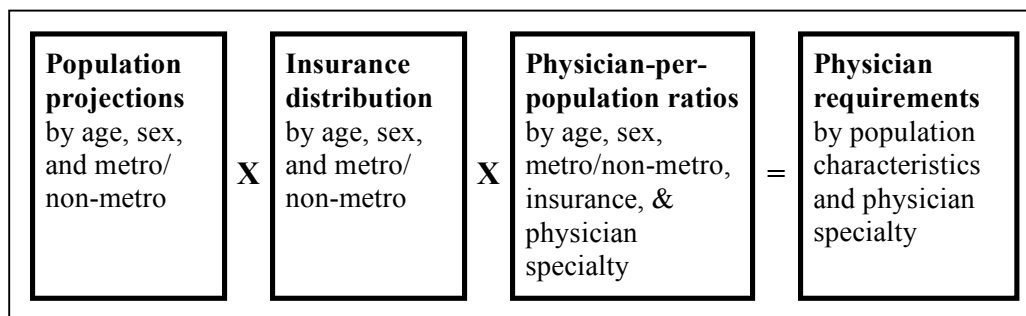 Population
projections
by age, sex,
and metro/
non-metro
X
Insurance
distribution
by age, sex,
and metro/
non-metro
X
Physician-per-
population ratios
by age, sex,
metro/non-metro,
insurance, &
physician
specialty
=
Physician
requirements
by population
characteristics
and physician
specialty